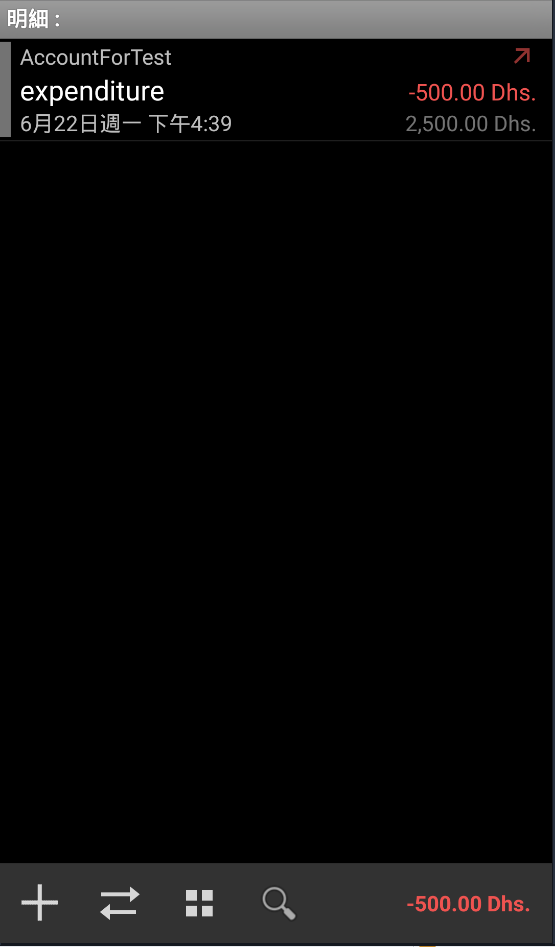 明細 :
AccountForTest
expenditure -500.00 Dhs.
6月22日週一 下午4:39 2,500.00 Dhs.
-500.00 Dhs.